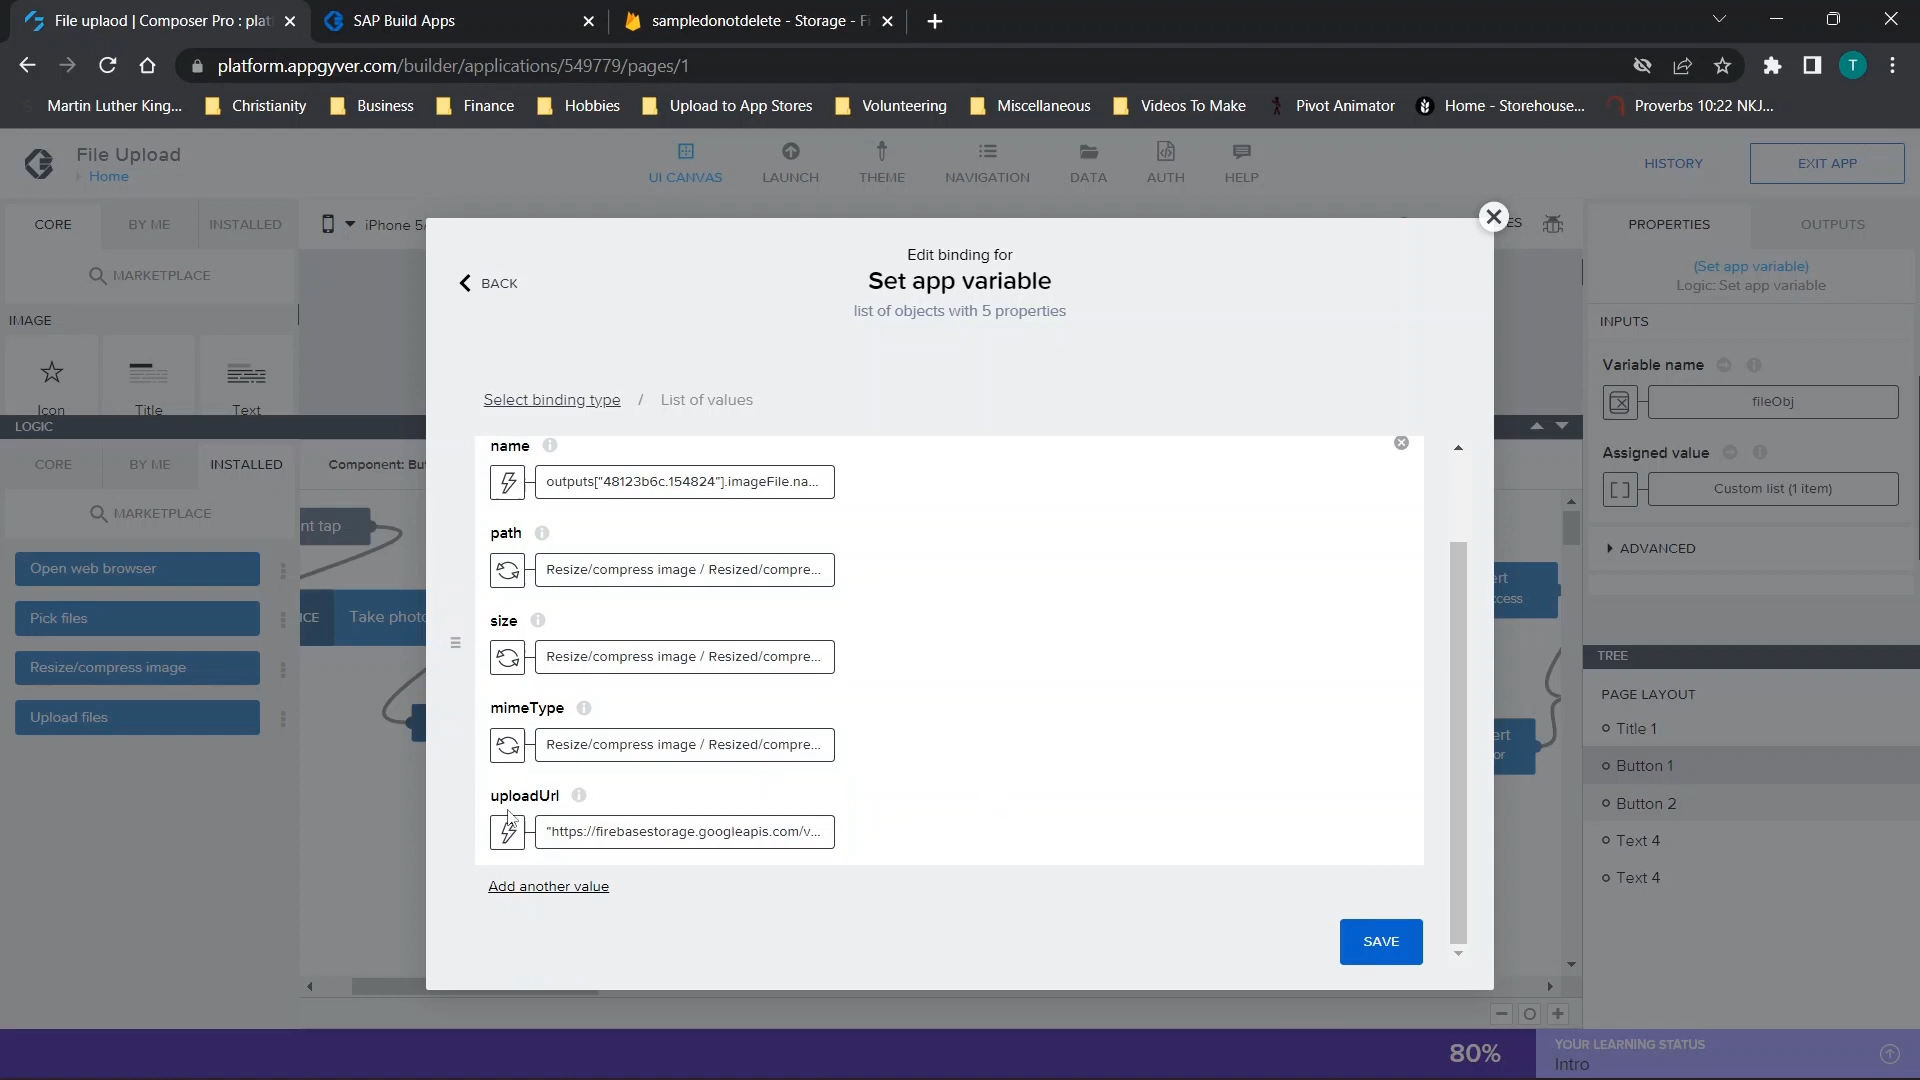 File uplaod | Composer Pro : plat
SAP Build Apps
sampledonotdelete - Storage - Fi
platform.appgyver.com/builder/applications/549779/pages/1
T
Martin Luther King...
Christianity
Business
Finance
Hobbies
Upload to App Stores
Volunteering
Miscellaneous
Videos To Make
Pivot Animator
Home - Storehouse...
Proverbs 10:22 NKJ...
File Upload
Home
UI CANVAS
LAUNCH
THEME
NAVIGATION
DATA
AUTH
HELP
HISTORY
EXIT APP
CORE
BY ME
INSTALLED
iPhone 5/
ES
PROPERTIES
OUTPUTS
MARKETPLACE
IMAGE
Icon
Title
Text
LOGIC
CORE
BY ME
INSTALLED
Component: Bu
MARKETPLACE
Open web browser
Pick files
Resize/compress image
Upload files
nt tap
ICE
Take phot
BACK
Edit binding for
Set app variable
list of objects with 5 properties
Select binding type / List of values
name
outputs["48123b6c.154824"].imageFile.na...
path
Resize/compress image / Resized/compre...
size
Resize/compress image / Resized/compre...
mimeType
Resize/compress image / Resized/compre...
uploadUrl
"https://firebasestorage.googleapis.com/v...
Add another value
SAVE
ert
ccess
ert
or
(Set app variable)
Logic: Set app variable
INPUTS
Variable name
fileObj
Assigned value
Custom list (1 item)
ADVANCED
TREE
PAGE LAYOUT
Title 1
Button 1
Button 2
Text 4
Text 4
80%
YOUR LEARNING STATUS
Intro